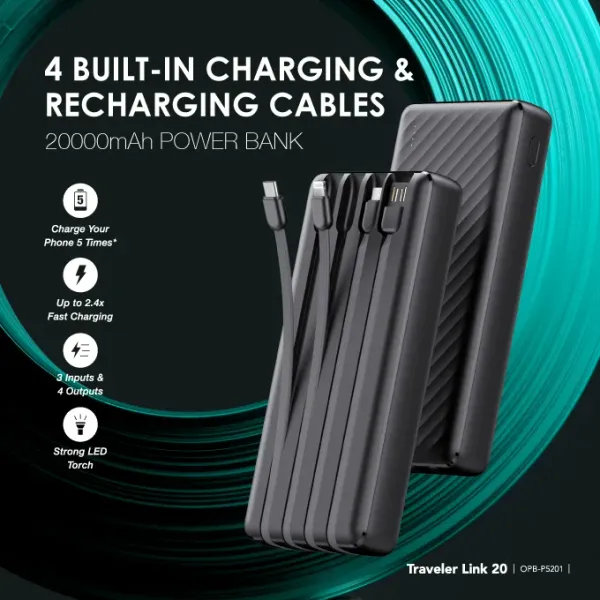 4 BUILT-IN CHARGING &
RECHARGING CABLES
20000mAh POWER BANK
5
Charge Your
Phone 5 Times*
Up to 2.4x
Fast Charging
3 Inputs &
4 Outputs
Strong LED
Torch
Traveler Link 20 | OPB-P5201 |